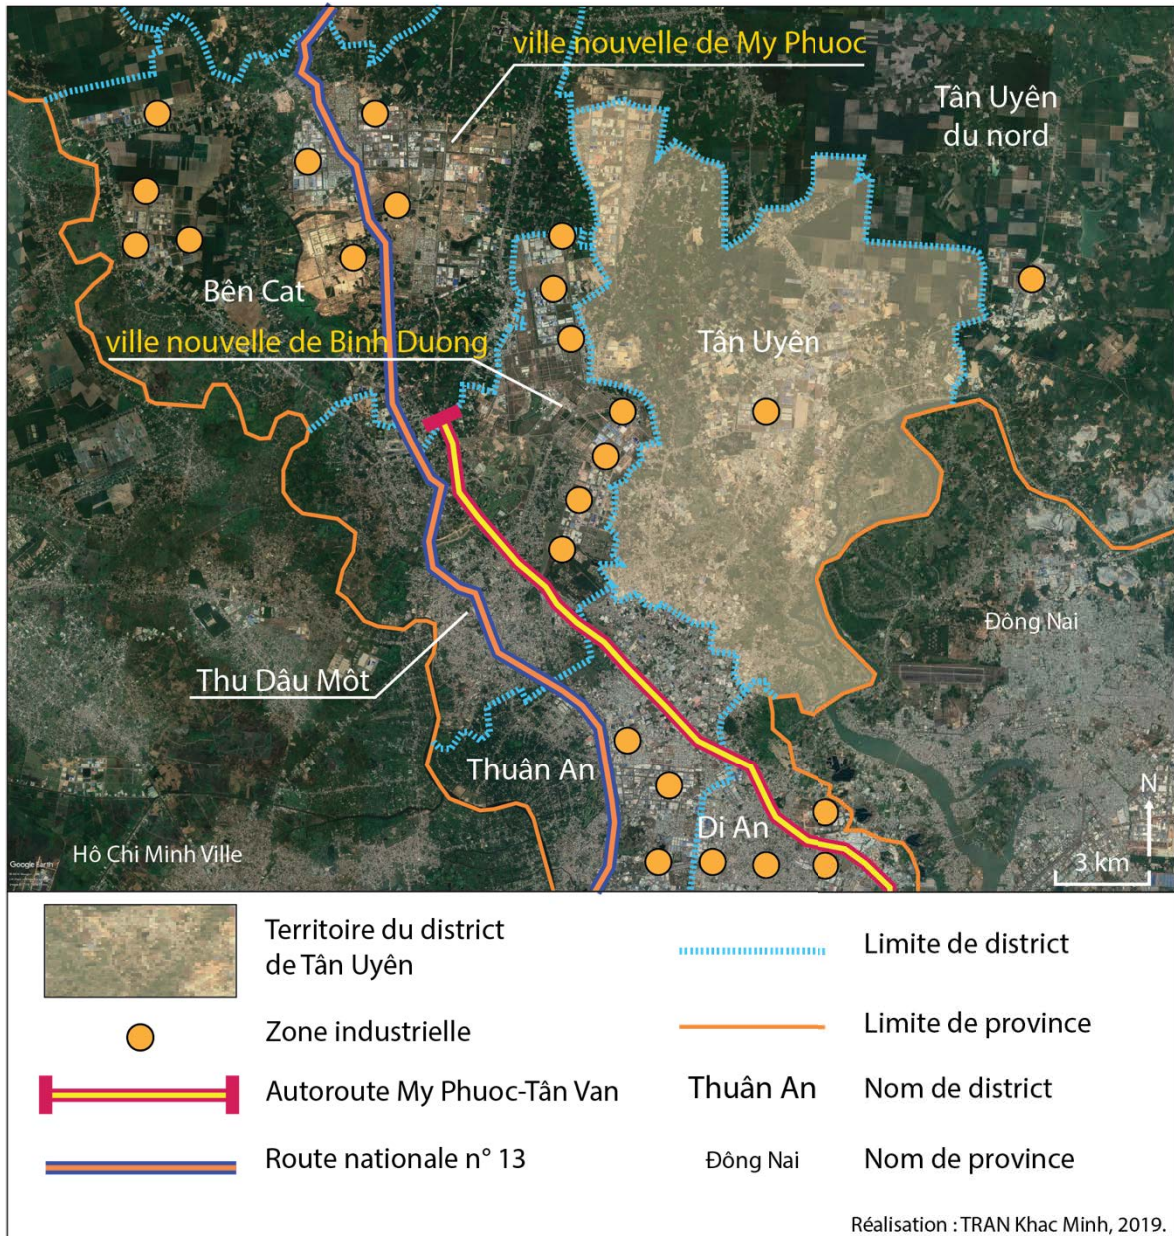 ville nouvelle de My Phuoc
Tân Uyên
du nord
Bên Cat
ville nouvelle de Binh Duong
Tân Uyên
Đông Nai
Thu Dâu Môt
Thuân An
N
Di An
3 km
Hô Chi Minh Ville
Google Earth
Territoire du district
de Tân Uyên
Limite de district
Zone industrielle
Limite de province
Autoroute My Phuoc-Tân Van
Thuân An
Nom de district
Route nationale n° 13
Đông Nai
Nom de province
Réalisation : TRAN Khac Minh, 2019.